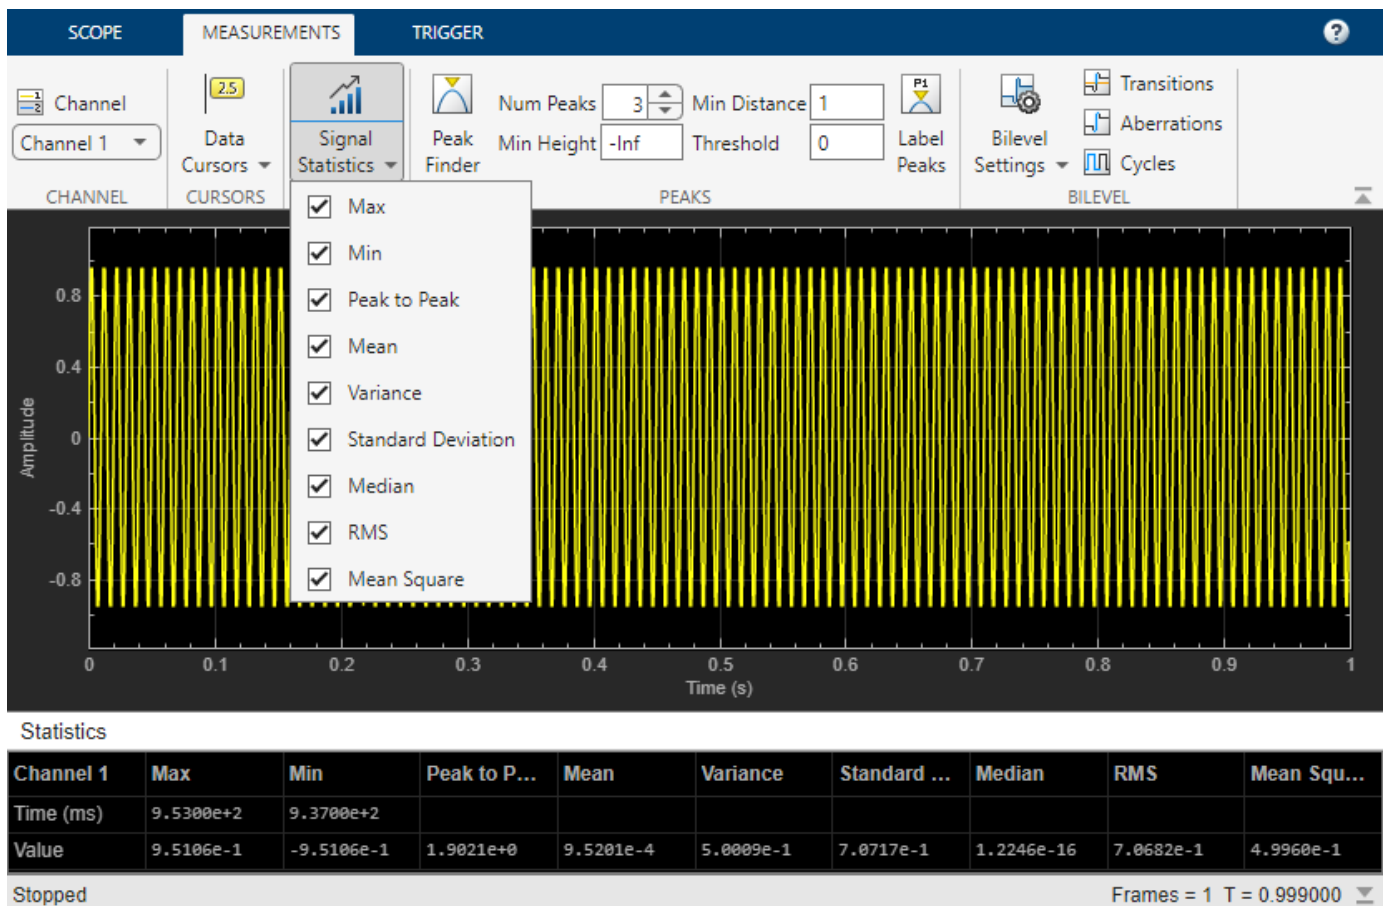 SCOPE MEASUREMENTS TRIGGER ?
Channel
Channel 1
CHANNEL
2.5
Data
Cursors
CURSORS
Signal
Statistics
Peak
Finder
Num Peaks 3 Min Distance 1
Min Height -Inf Threshold 0
P1
Label
Peaks
PEAKS
Bilevel
Settings
Transitions
Aberrations
Cycles
BILEVEL
Max
Min
Peak to Peak
Mean
Variance
Standard Deviation
Median
RMS
Mean Square
Amplitude
0.8
0.4
0
-0.4
-0.8
0 0.1 0.2 0.3 0.4 0.5 0.6 0.7 0.8 0.9 1
Time (s)
Statistics
Channel 1 Max Min Peak to P... Mean Variance Standard ... Median RMS Mean Squ...
Time (ms) 9.5300e+2 9.3700e+2
Value 9.5106e-1 -9.5106e-1 1.9021e+0 9.5201e-4 5.0009e-1 7.0717e-1 1.2246e-16 7.0682e-1 4.9960e-1
Stopped Frames = 1 T = 0.999000